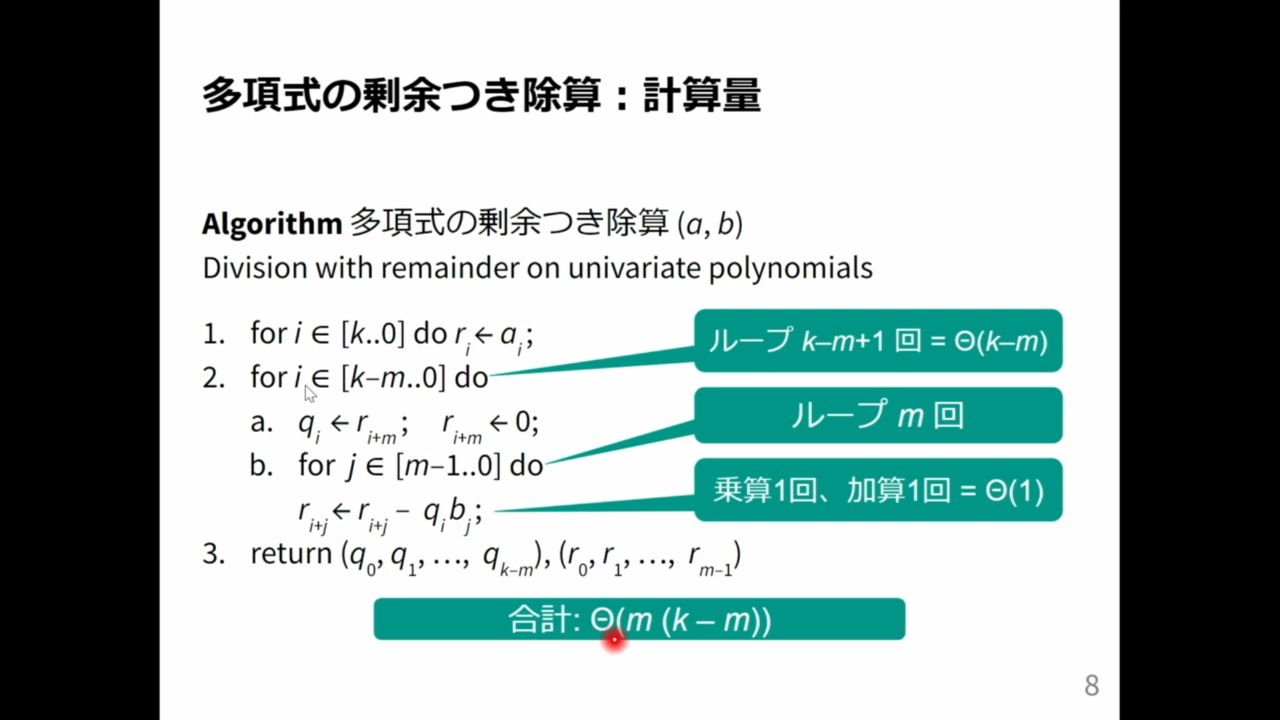 多項式の剰余つき除算：計算量
Algorithm 多項式の剰余つき除算 (a, b)
Division with remainder on univariate polynomials
1. for i ∈ [k..0] do r_i ← a_i;
ループ k–m+1 回 = Θ(k–m)
2. for i ∈ [k–m..0] do
ループ m 回
a. q_i ← r_{i+m}; r_{i+m} ← 0;
b. for j ∈ [m–1..0] do
乗算1回、加算1回 = Θ(1)
r_{i+j} ← r_{i+j} – q_i b_j;
3. return (q_0, q_1, …, q_{k–m}), (r_0, r_1, …, r_{m–1})
合計: Θ(m (k – m))
8